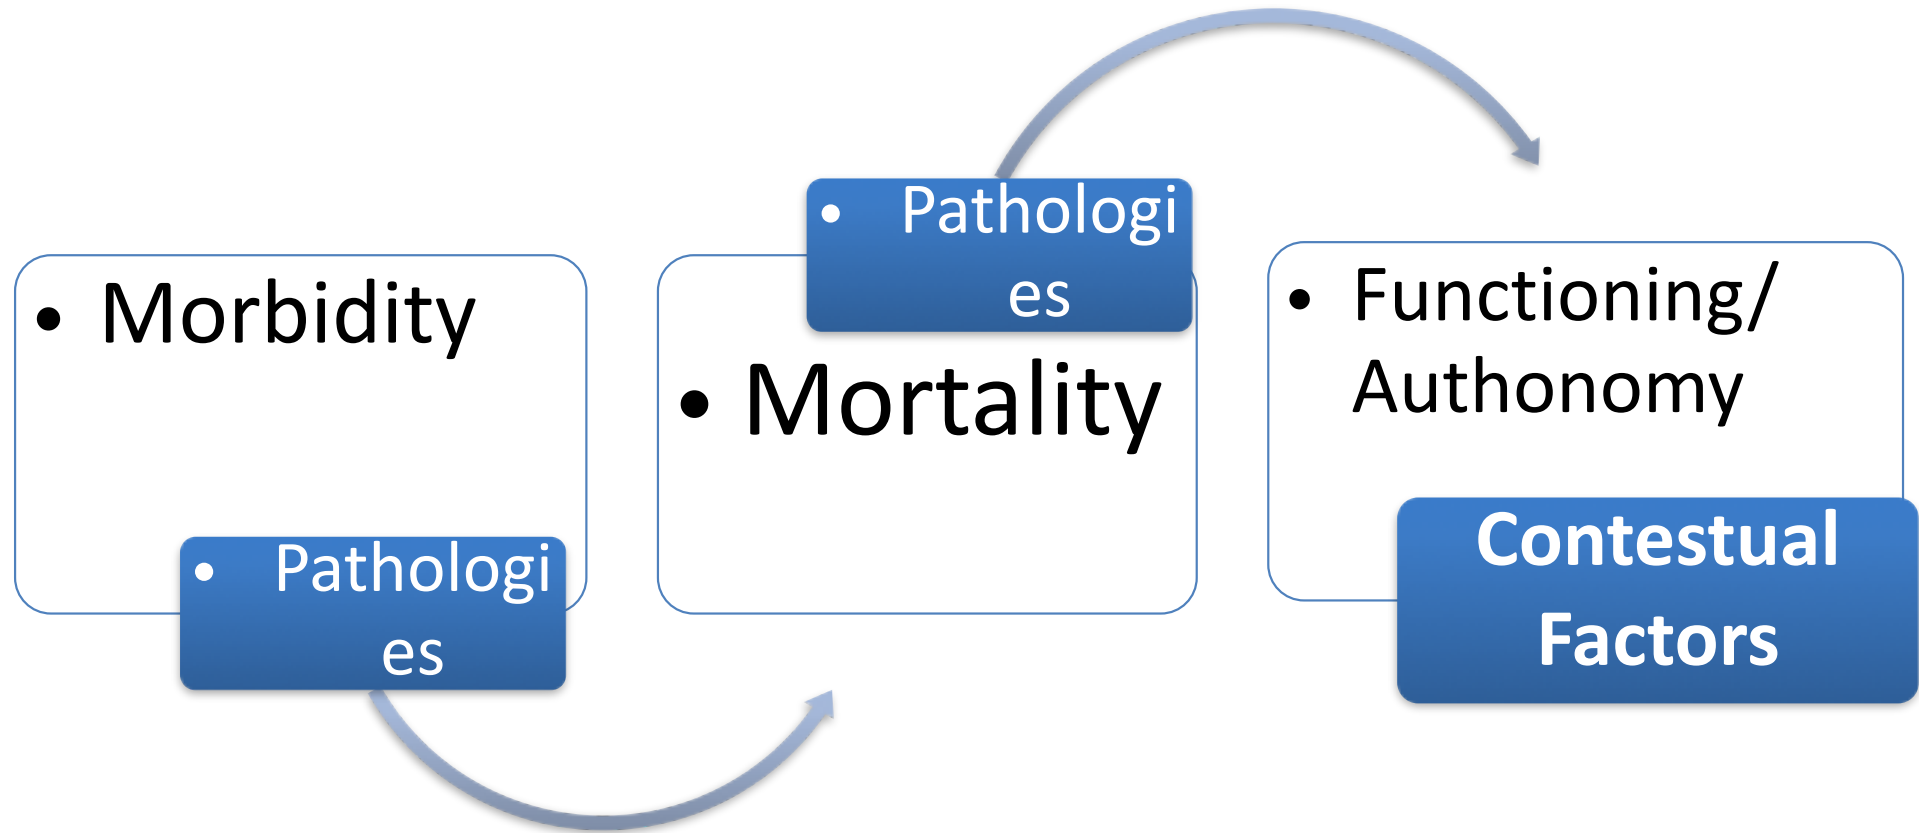 • Morbidity
• Pathologi
es
• Pathologi
es
• Mortality
• Functioning/
Authonomy
Contestual
Factors